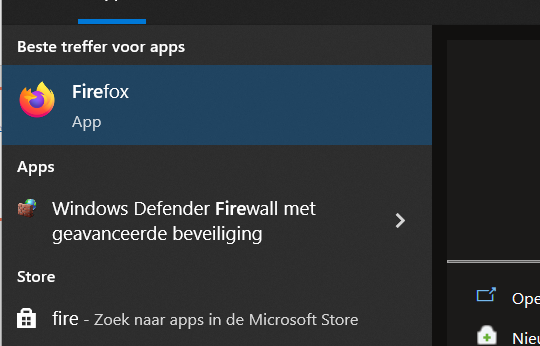 Beste treffer voor apps
Firefox
App
Apps
Windows Defender Firewall met
geavanceerde beveiliging
Store
fire - Zoek naar apps in de Microsoft Store